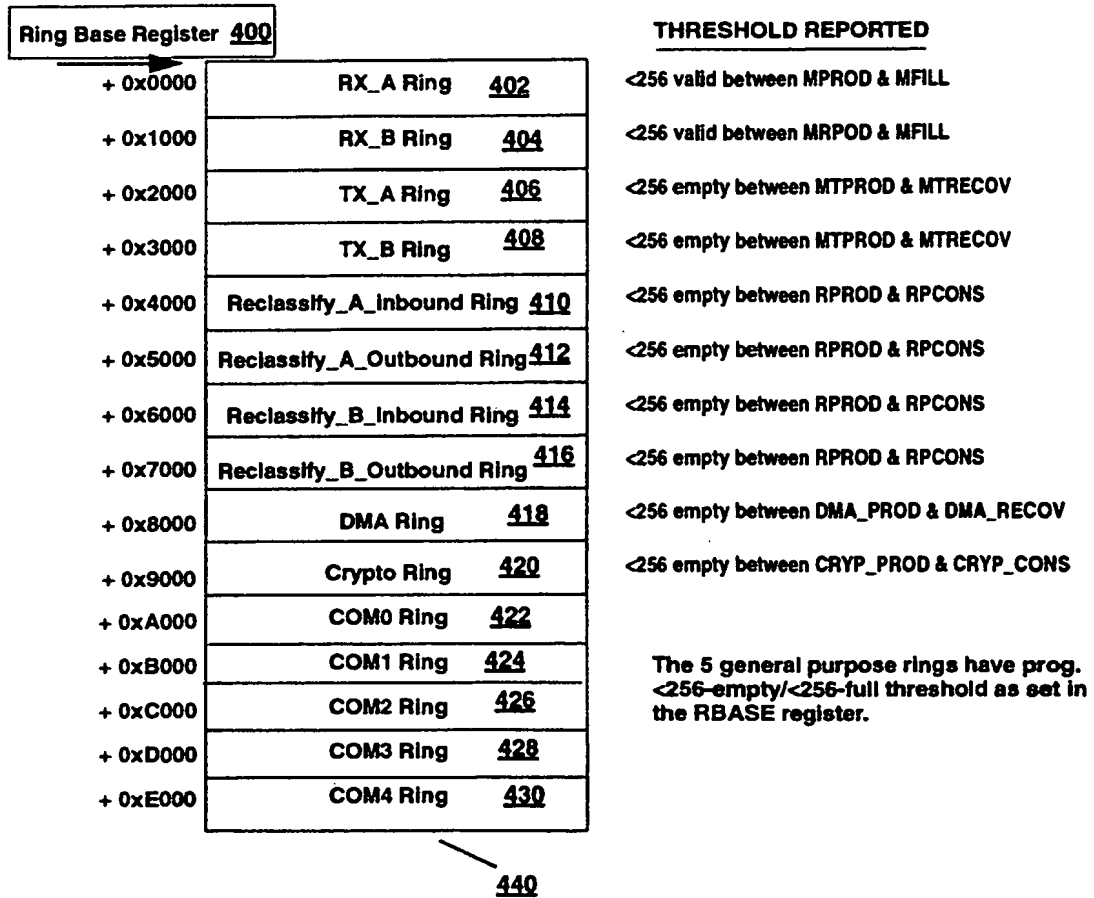 Ring Base Register 400
THRESHOLD REPORTED
+ 0x0000 RX_A Ring 402 <256 valid between MPROD & MFILL
+ 0x1000 RX_B Ring 404 <256 valid between MRPOD & MFILL
+ 0x2000 TX_A Ring 406 <256 empty between MTPROD & MTRECOV
+ 0x3000 TX_B Ring 408 <256 empty between MTPROD & MTRECOV
+ 0x4000 Reclassify_A_Inbound Ring 410 <256 empty between RPROD & RPCONS
+ 0x5000 Reclassify_A_Outbound Ring 412 <256 empty between RPROD & RPCONS
+ 0x6000 Reclassify_B_Inbound Ring 414 <256 empty between RPROD & RPCONS
+ 0x7000 Reclassify_B_Outbound Ring 416 <256 empty between RPROD & RPCONS
+ 0x8000 DMA Ring 418 <256 empty between DMA_PROD & DMA_RECOV
+ 0x9000 Crypto Ring 420 <256 empty between CRYP_PROD & CRYP_CONS
+ 0xA000 COM0 Ring 422
+ 0xB000 COM1 Ring 424
+ 0xC000 COM2 Ring 426
+ 0xD000 COM3 Ring 428
+ 0xE000 COM4 Ring 430
The 5 general purpose rings have prog.
<256-empty/<256-full threshold as set in
the RBASE register.
440